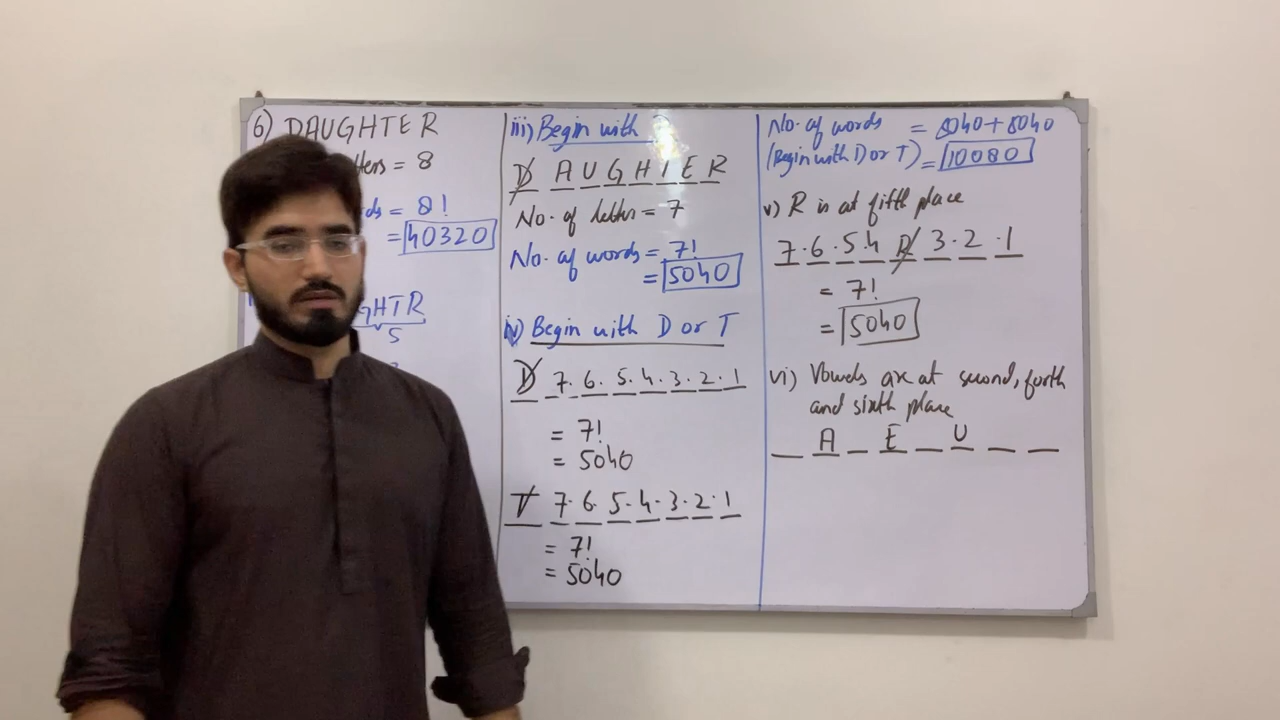 6) DAUGHTER
= 8
= 8!
= 40320
GHTR
5
iii) Begin with D
D A U G H T E R
No. of letters = 7
No. of words = 7!
= 5040
iv) Begin with D or T
D 7. 6. 5. 4. 3. 2. 1
= 7!
= 5040
T 7. 6. 5. 4. 3. 2. 1
= 7!
= 5040
No. of words = 5040 + 5040
(Begin with D or T) = 10080
v) R is at fifth place
7. 6. 5. 4 R 3. 2. 1
= 7!
= 5040
vi) Vowels are at second, forth
and sixth place
_ A _ E _ U _ _